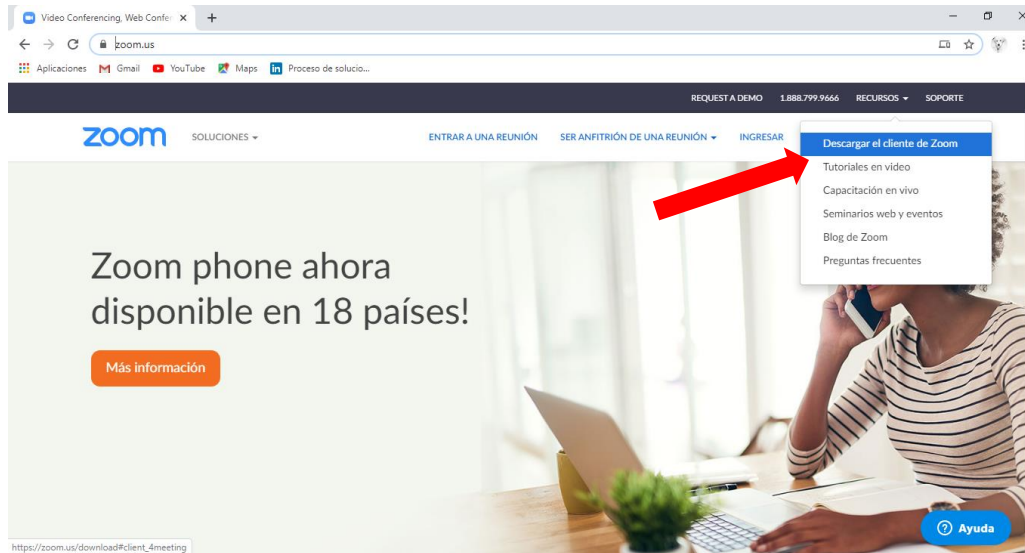 Video Conferencing, Web Confe
zoom.us
Aplicaciones Gmail YouTube Maps Proceso de solucio...
REQUEST A DEMO 1.888.799.9666 RECURSOS SOPORTE
zoom SOLUCIONES ENTRAR A UNA REUNIÓN SER ANFITRIÓN DE UNA REUNIÓN INGRESAR
Descargar el cliente de Zoom
Tutoriales en video
Capacitación en vivo
Seminarios web y eventos
Blog de Zoom
Preguntas frecuentes
Zoom phone ahora
disponible en 18 países!
Más información
Ayuda
https://zoom.us/download#client_4meeting